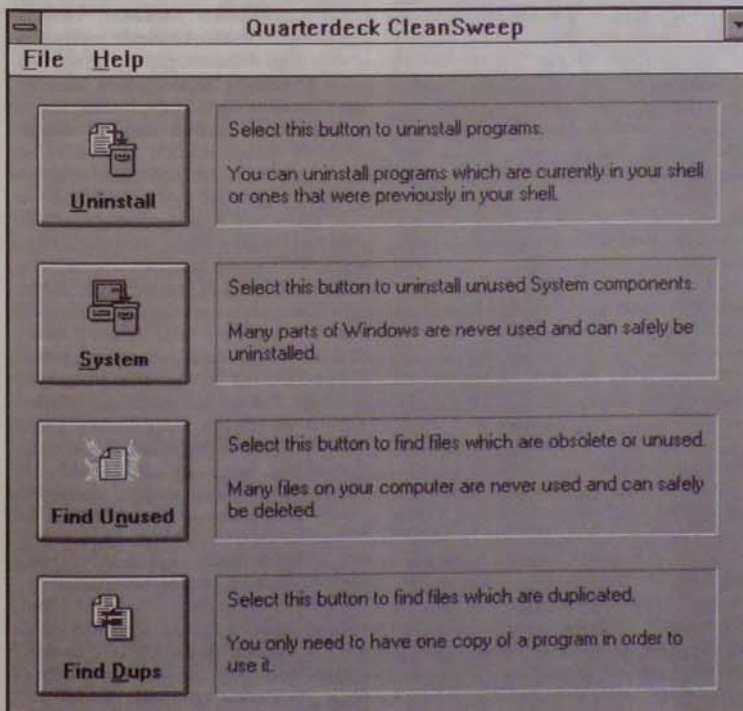 Quarterdeck CleanSweep
File Help
Uninstall
Select this button to uninstall programs.
You can uninstall programs which are currently in your shell
or ones that were previously in your shell.
System
Select this button to uninstall unused System components.
Many parts of Windows are never used and can safely be
uninstalled.
Find Unused
Select this button to find files which are obsolete or unused.
Many files on your computer are never used and can safely
be deleted.
Find Dups
Select this button to find files which are duplicated.
You only need to have one copy of a program in order to
use it.